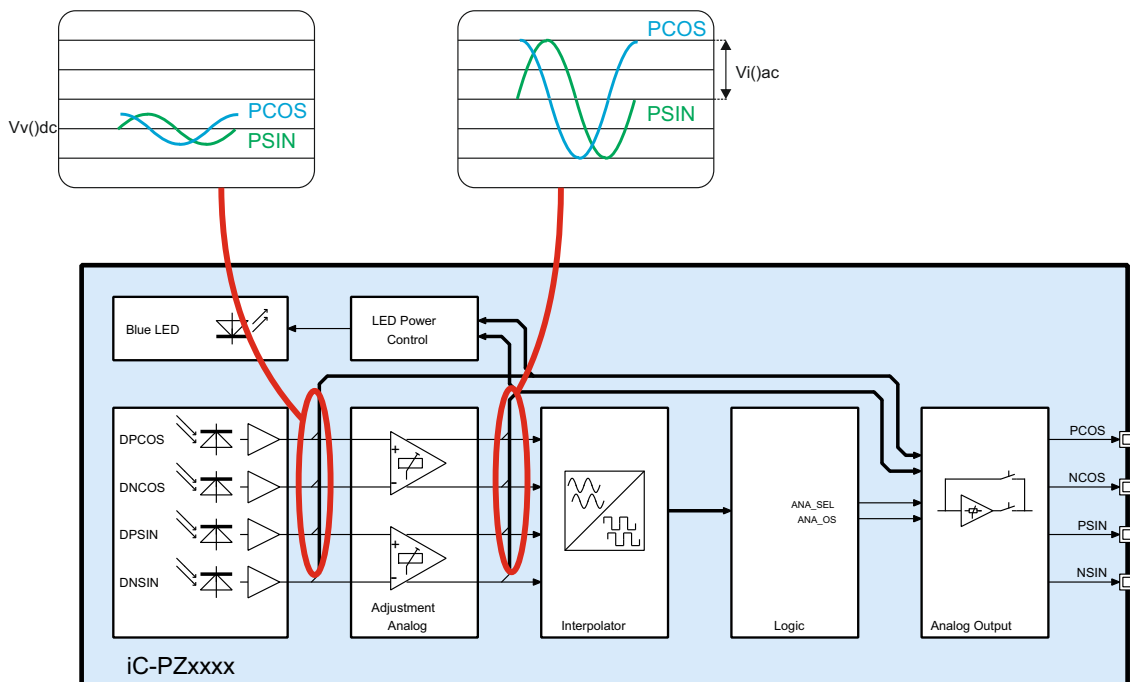 PCOS
PSIN
Vv()dc
PCOS
PSIN
Vi()ac
Blue LED
LED Power
Control
DPCOS
DNCOS
DPSIN
DNSIN
+
-
+
-
Adjustment
Analog
Interpolator
ANA_SEL
ANA_OS
Logic
Analog Output
PCOS
NCOS
PSIN
NSIN
iC-PZxxxx